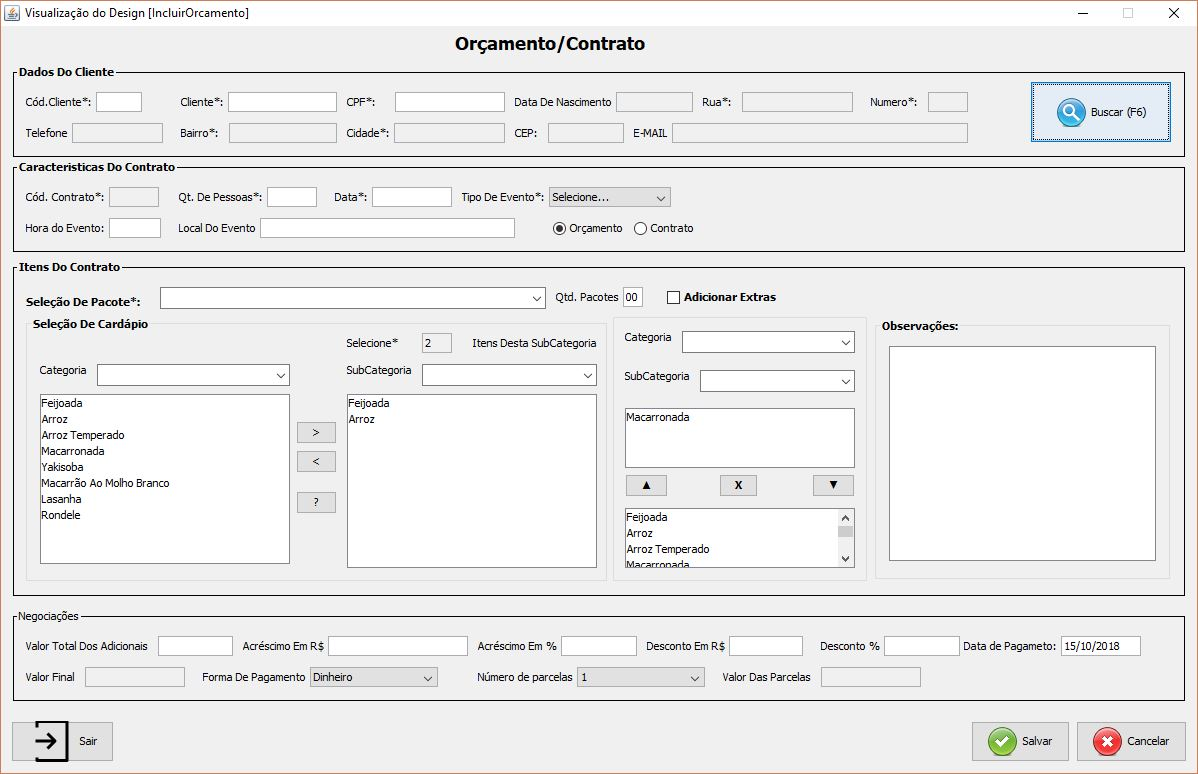 Visualização do Design [IncluirOrcamento]
Orçamento/Contrato
Dados Do Cliente
Cód.Cliente*: Cliente*: CPF*: Data De Nascimento Rua*: Numero*:
Buscar (F6)
Telefone Bairro*: Cidade*: CEP: E-MAIL
Caracteristicas Do Contrato
Cód. Contrato*: Qt. De Pessoas*: Data*: Tipo De Evento*: Selecione...
Hora do Evento: Local Do Evento Orçamento Contrato
Itens Do Contrato
Seleção De Pacote*: Qtd. Pacotes 00 Adicionar Extras
Seleção De Cardápio
Selecione* 2 Itens Desta SubCategoria
Categoria SubCategoria
Feijoada
Arroz
Arroz Temperado
Macarronada
Yakisoba
Macarrão Ao Molho Branco
Lasanha
Rondele
>
<
?
Feijoada
Arroz
Categoria
SubCategoria
Macarronada
▲ X ▼
Feijoada
Arroz
Arroz Temperado
Macarronada
Observações:
Negociações
Valor Total Dos Adicionais Acréscimo Em R$ Acréscimo Em % Desconto Em R$ Desconto % Data de Pagameto: 15/10/2018
Valor Final Forma De Pagamento Dinheiro Número de parcelas 1 Valor Das Parcelas
Sair Salvar Cancelar